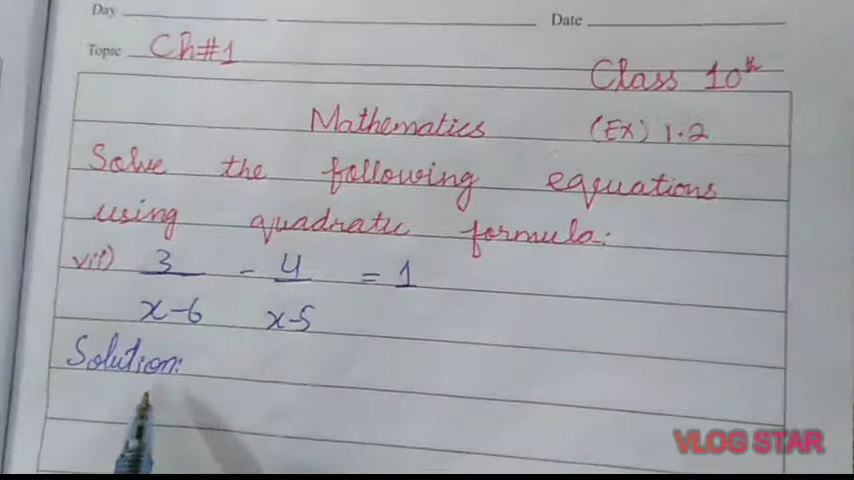 Day
Date
Topic Ch#1
Class 10th
Mathematics (Ex) 1.2
Solve the following equations
using quadratic formula:
vii) 3/x-6 - 4/x-5 = 1
Solution:
VLOG STAR